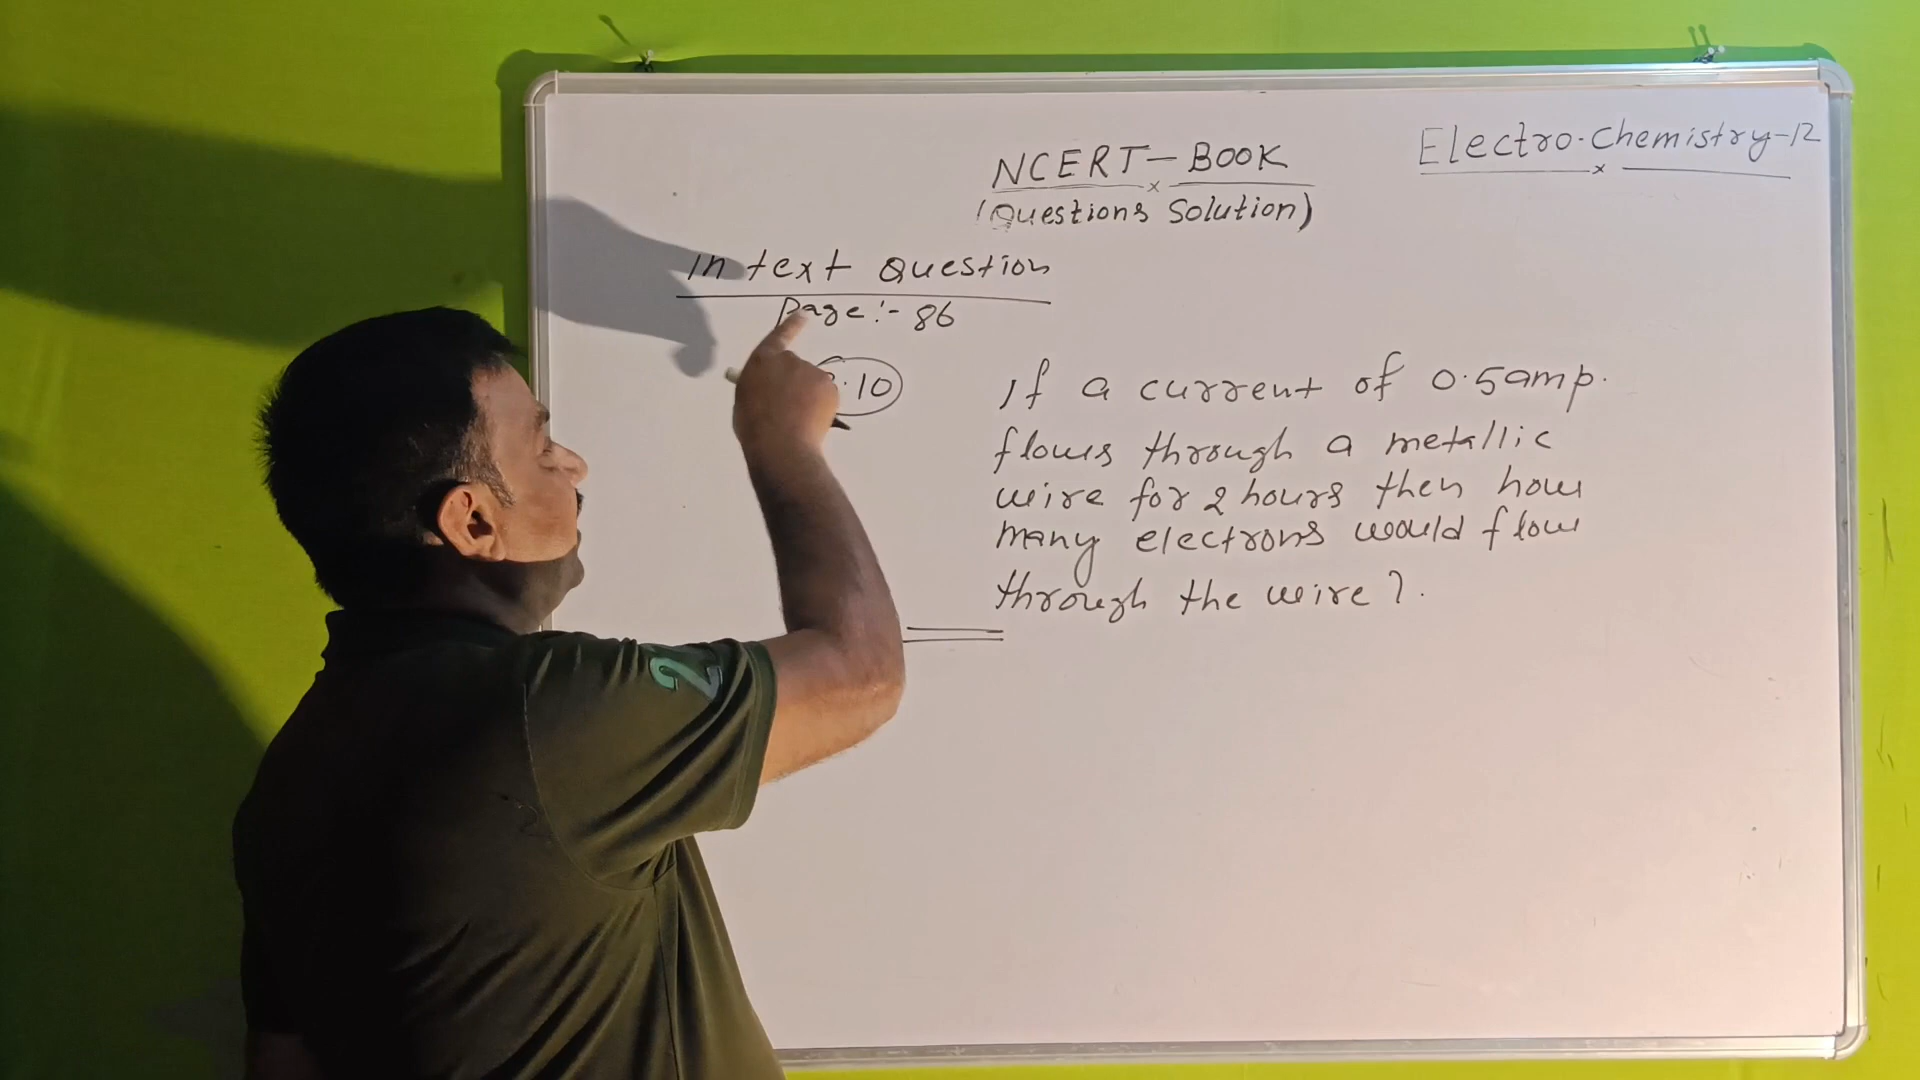 Electro.Chemistry-12
NCERT-BOOK
(Questions Solution)
In text Question
Page:- 86
.10
If a current of 0.5amp.
flows through a metallic
wire for 2 hours then how
many electrons would flow
through the wire?.
2